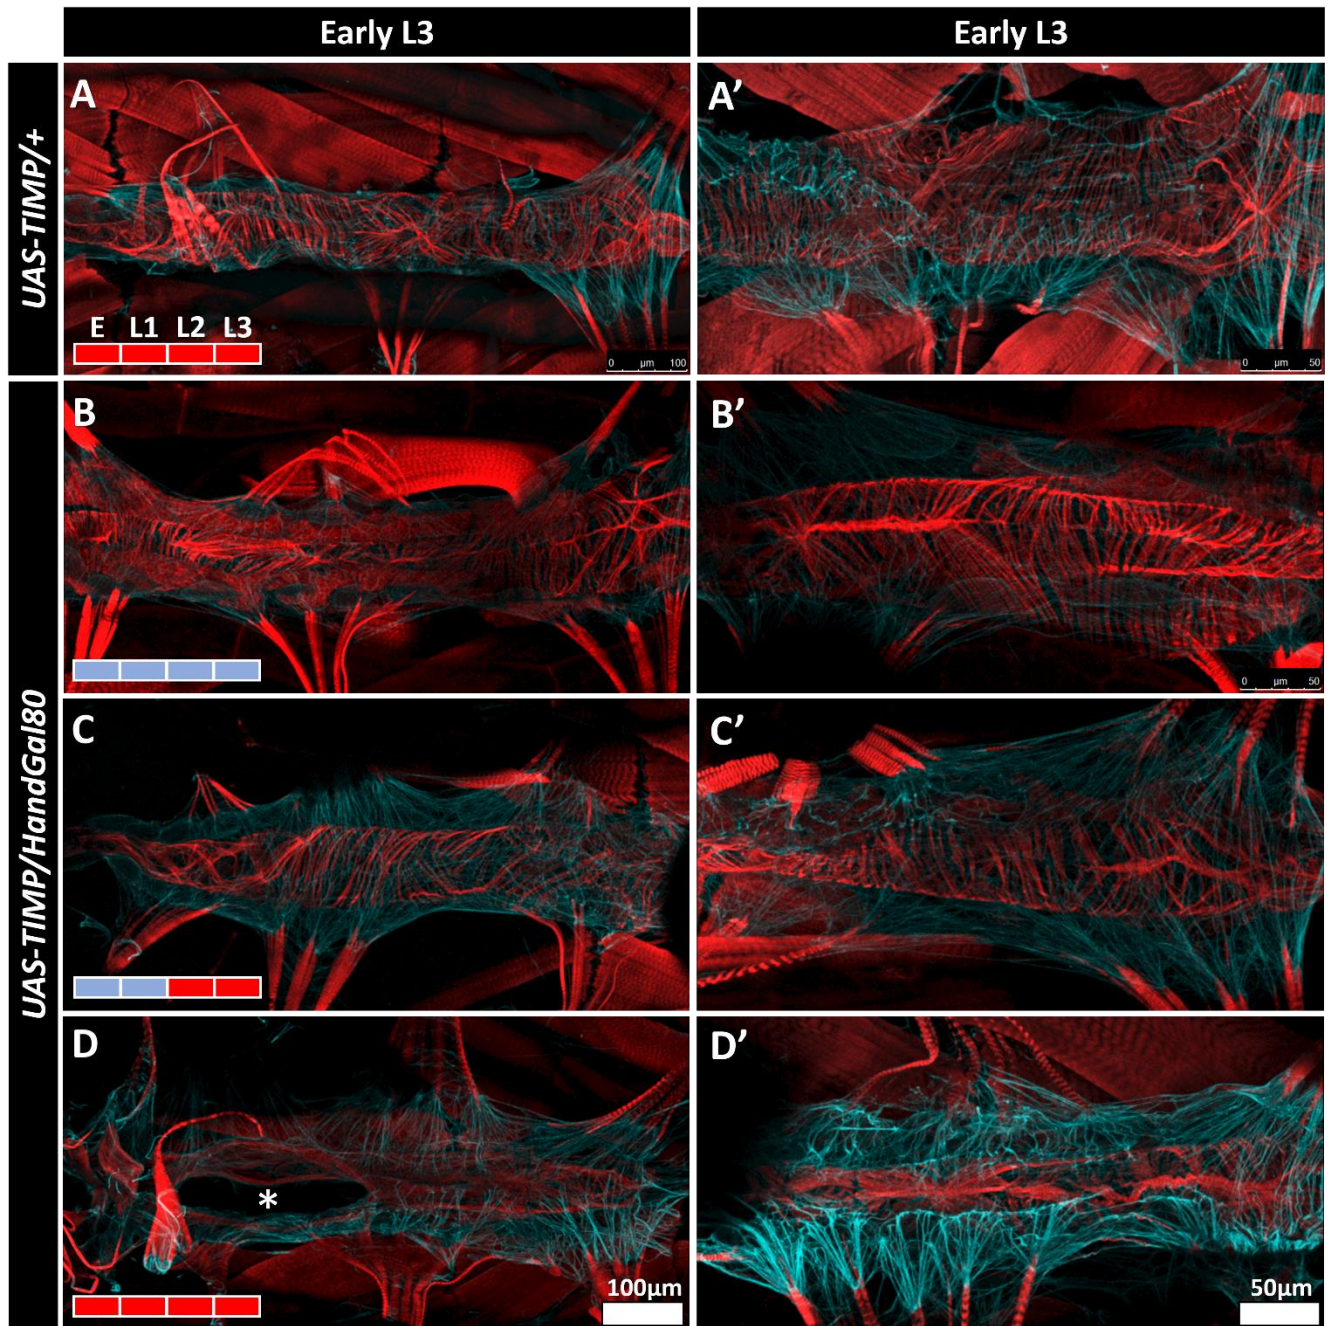 Early L3
Early L3
UAS-TIMP/+
A
A’
E L1 L2 L3
0 µm 100
0 µm 50
UAS-TIMP/HandGal80
B
B’
0 µm 50
C
C’
D
D’
*
100µm
50µm